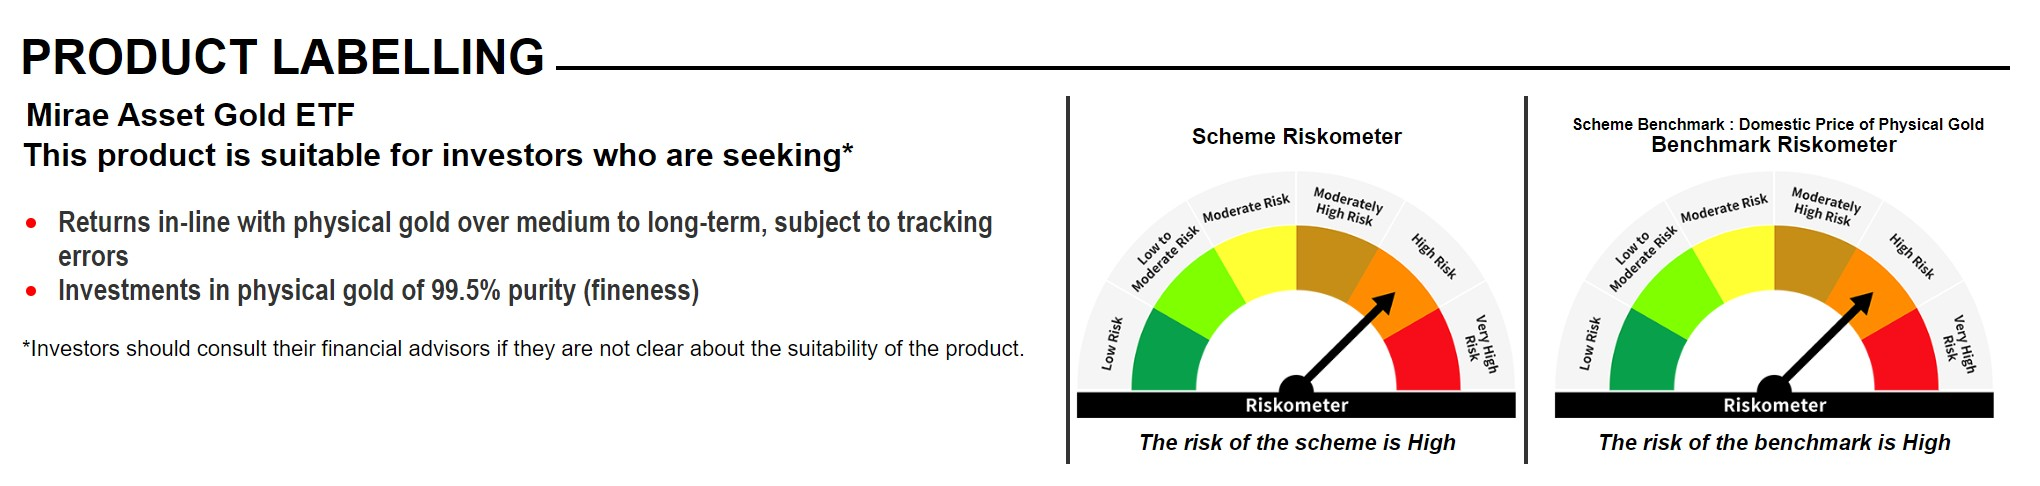 PRODUCT LABELLING
Mirae Asset Gold ETF
This product is suitable for investors who are seeking*
Returns in-line with physical gold over medium to long-term, subject to tracking
errors
Investments in physical gold of 99.5% purity (fineness)
*Investors should consult their financial advisors if they are not clear about the suitability of the product.
Scheme Riskometer
Low Risk
Low to
Moderate Risk
Moderate Risk
Moderately
High Risk
High Risk
Very High
Risk
Riskometer
The risk of the scheme is High
Scheme Benchmark : Domestic Price of Physical Gold
Benchmark Riskometer
Low Risk
Low to
Moderate Risk
Moderate Risk
Moderately
High Risk
High Risk
Very High
Risk
Riskometer
The risk of the benchmark is High